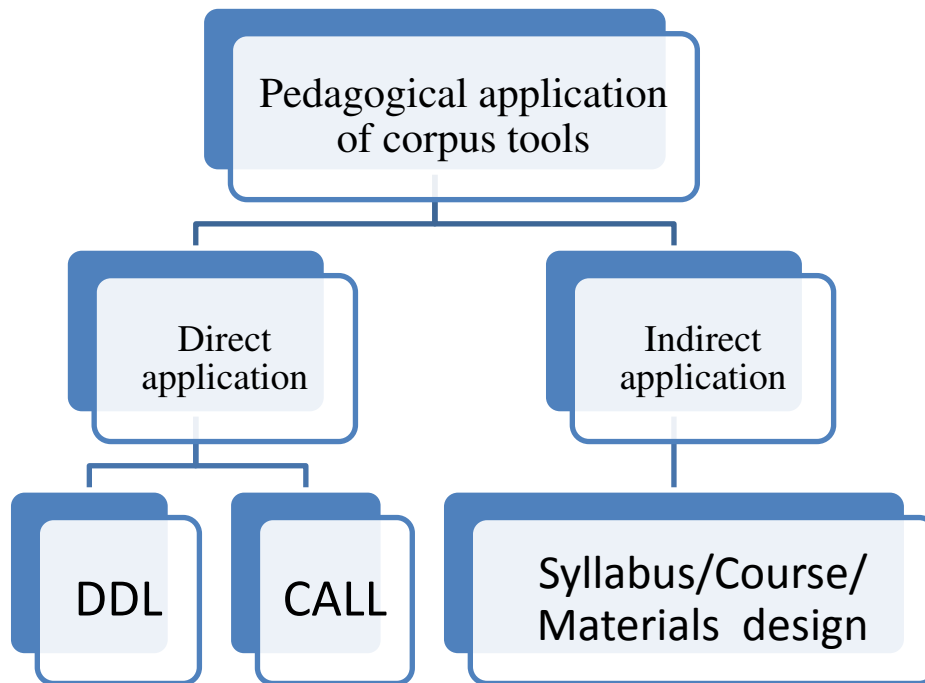 Pedagogical application
of corpus tools
Direct
application
Indirect
application
DDL
CALL
Syllabus/Course/
Materials design